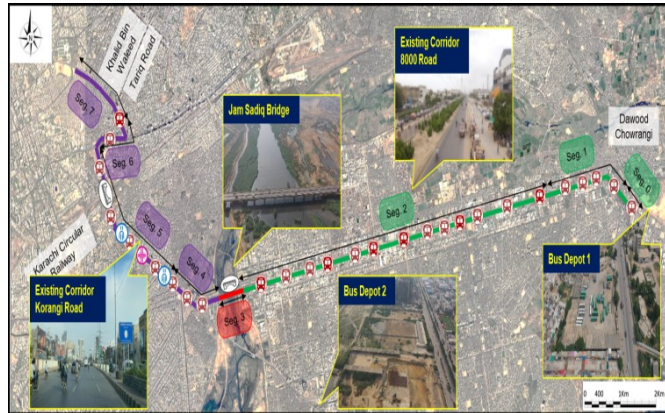 Khalid Bin
Waleed
Tariq Road
Seg. 7
Seg. 6
Jam Sadiq Bridge
Existing Corridor
8000 Road
Dawood
Chowrangi
Seg. 1
Seg. 0
Seg. 2
Seg. 5
Seg. 4
Karachi Circular
Railway
Existing Corridor
Korangi Road
Seg. 3
Bus Depot 2
Bus Depot 1
0
400